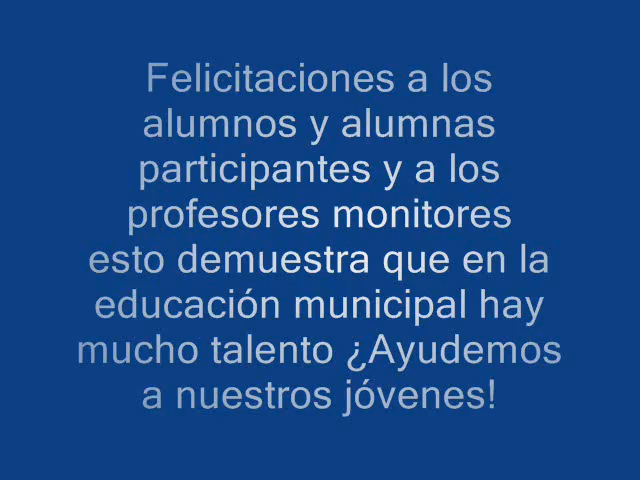 Felicitaciones a los
alumnos y alumnas
participantes y a los
profesores monitores
esto demuestra que en la
educación municipal hay
mucho talento ¿Ayudemos
a nuestros jóvenes!